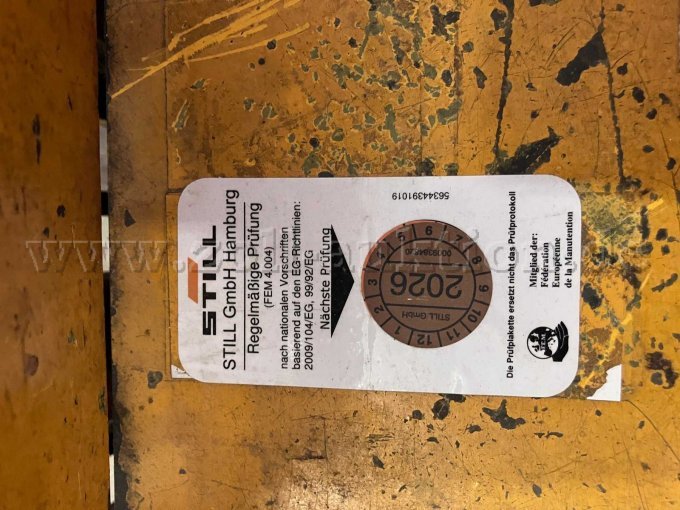 STILL
STILL GmbH Hamburg
Regelmäßige Prüfung
(FEM 4.004)
nach nationalen Vorschriften
basierend auf den EG-Richtlinien:
2009/104/EG, 99/92/EG
Nächste Prüfung
56344391019
2026
STILL GmbH
1 2 3 4 5 6 7 8 9 10 11 12
Die Prüfplakette ersetzt nicht das Prüfprotokoll
Mitglied der:
Fédération
Européenne
de la Manutention